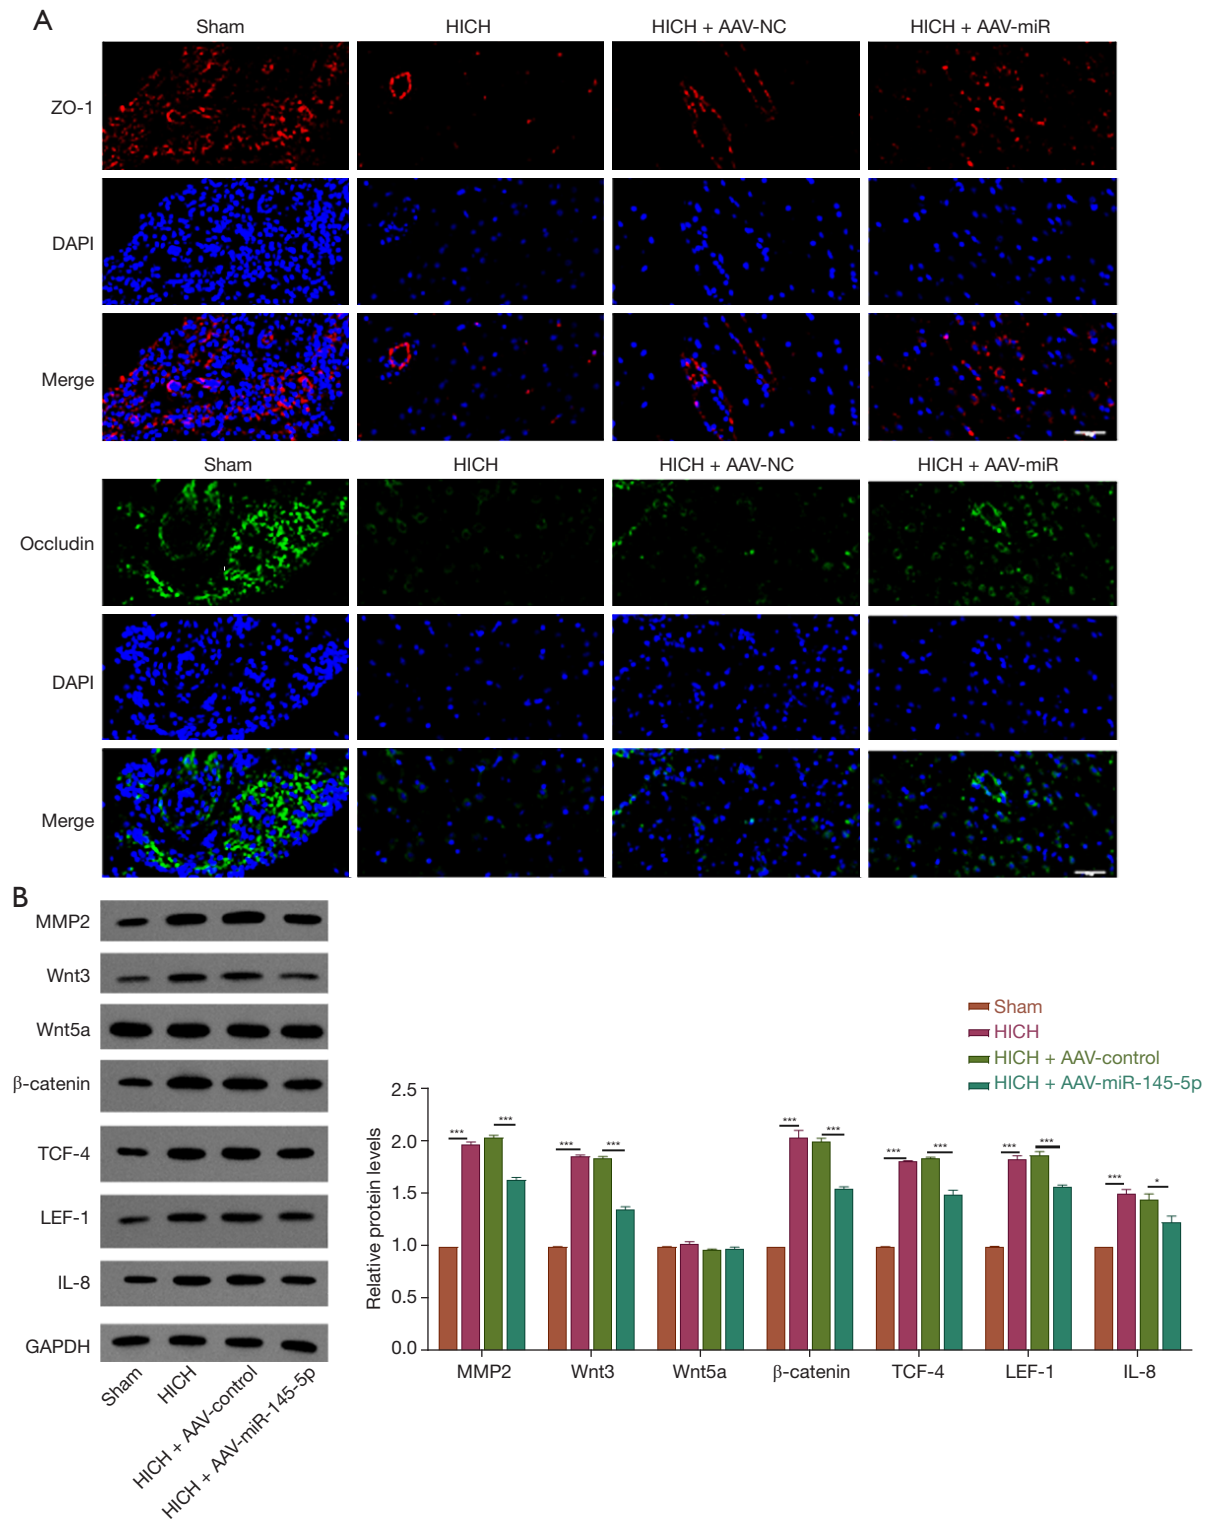 A
Sham HICH HICH + AAV-NC HICH + AAV-miR
ZO-1
DAPI
Merge
Sham HICH HICH + AAV-NC HICH + AAV-miR
Occludin
DAPI
Merge
B
MMP2
Wnt3
Wnt5a
β-catenin
TCF-4
LEF-1
IL-8
GAPDH
Sham
HICH
HICH + AAV-control
HICH + AAV-miR-145-5p
Sham
HICH
HICH + AAV-control
HICH + AAV-miR-145-5p
Relative protein levels
2.5
2.0
1.5
1.0
0.5
0.0
*** ***
*** ***
*** ***
*** ***
*** ***
*** *
MMP2 Wnt3 Wnt5a β-catenin TCF-4 LEF-1 IL-8